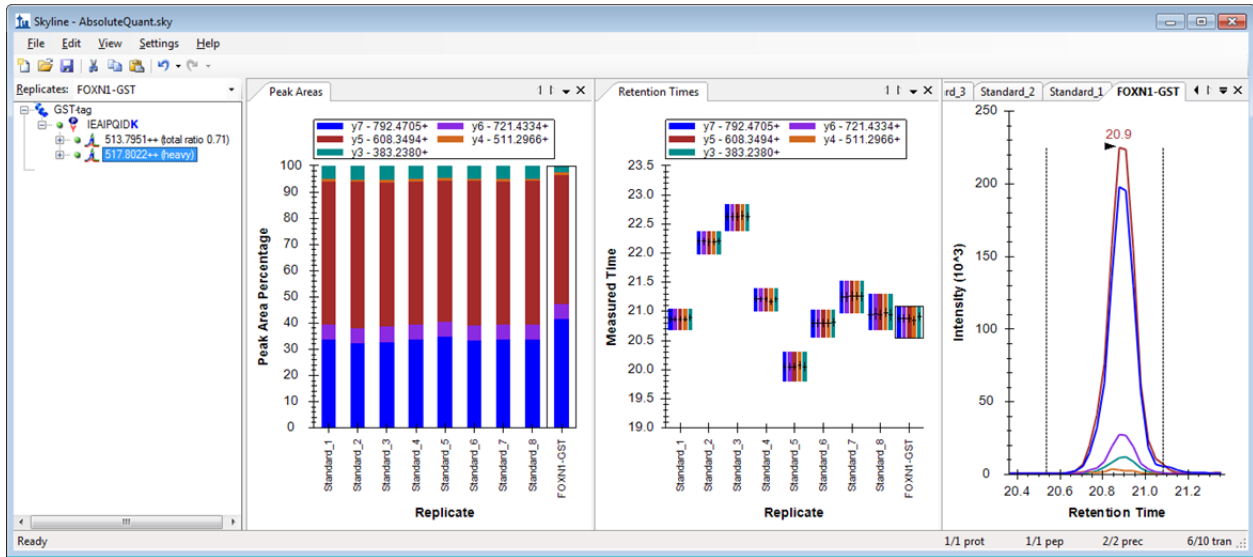 Skyline - AbsoluteQuant.sky
File Edit View Settings Help
Replicates: FOXN1-GST
GST-tag
IEAIPQIDK
513.7951++ (total ratio 0.71)
517.8022++ (heavy)
Peak Areas
y7 - 792.4705+ y6 - 721.4334+
y5 - 608.3494+ y4 - 511.2966+
y3 - 383.2380+
100
90
80
70
60
50
40
30
20
10
0
Peak Area Percentage
Standard_1
Standard_2
Standard_3
Standard_4
Standard_5
Standard_6
Standard_7
Standard_8
FOXN1-GST
Replicate
Retention Times
y7 - 792.4705+ y6 - 721.4334+
y5 - 608.3494+ y4 - 511.2966+
y3 - 383.2380+
23.5
23.0
22.5
22.0
21.5
21.0
20.5
20.0
19.5
19.0
Measured Time
Standard_1
Standard_2
Standard_3
Standard_4
Standard_5
Standard_6
Standard_7
Standard_8
FOXN1-GST
Replicate
rd_3 Standard_2 Standard_1 FOXN1-GST
250
200
150
100
50
0
Intensity (10^3)
20.9
20.4 20.6 20.8 21.0 21.2
Retention Time
Ready 1/1 prot 1/1 pep 2/2 prec 6/10 tran